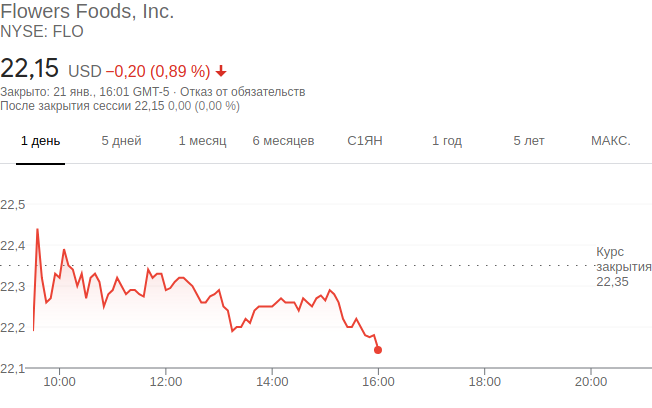 Flowers Foods, Inc.
NYSE: FLO
22,15 USD −0,20 (0,89 %)
Закрыто: 21 янв., 16:01 GMT-5 · Отказ от обязательств
После закрытия сессии 22,15 0,00 (0,00 %)
1 день 5 дней 1 месяц 6 месяцев С1ЯН 1 год 5 лет МАКС.
22,5
22,4
Курс
закрытия
22,35
22,3
22,2
22,1
10:00 12:00 14:00 16:00 18:00 20:00